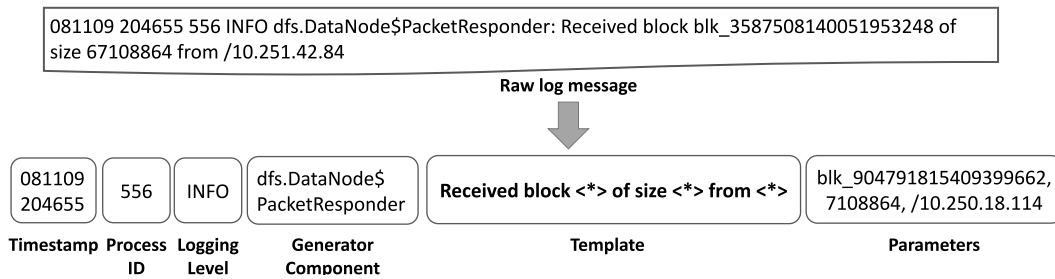 081109 204655 556 INFO dfs.DataNode$PacketResponder: Received block blk_3587508140051953248 of
size 67108864 from /10.251.42.84
Raw log message
081109
204655
556
INFO
dfs.DataNode$
PacketResponder
Received block <*> of size <*> from <*>
blk_904791815409399662,
7108864, /10.250.18.114
Timestamp
Process
ID
Logging
Level
Generator
Component
Template
Parameters